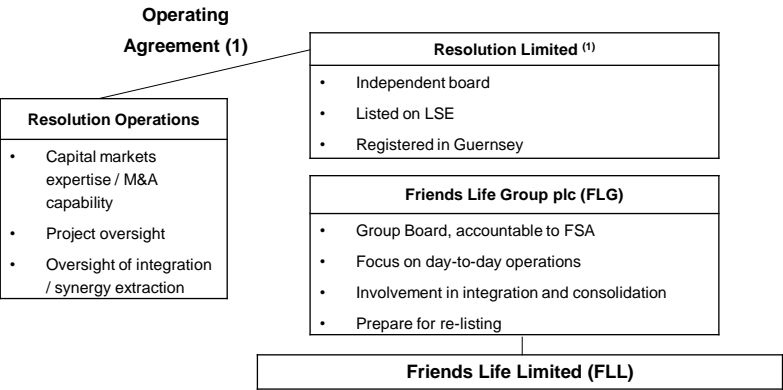 Operating
Agreement (1)
Resolution Limited (1)
• Independent board
• Listed on LSE
• Registered in Guernsey
Resolution Operations
• Capital markets
expertise / M&A
capability
• Project oversight
• Oversight of integration
/ synergy extraction
Friends Life Group plc (FLG)
• Group Board, accountable to FSA
• Focus on day-to-day operations
• Involvement in integration and consolidation
• Prepare for re-listing
Friends Life Limited (FLL)